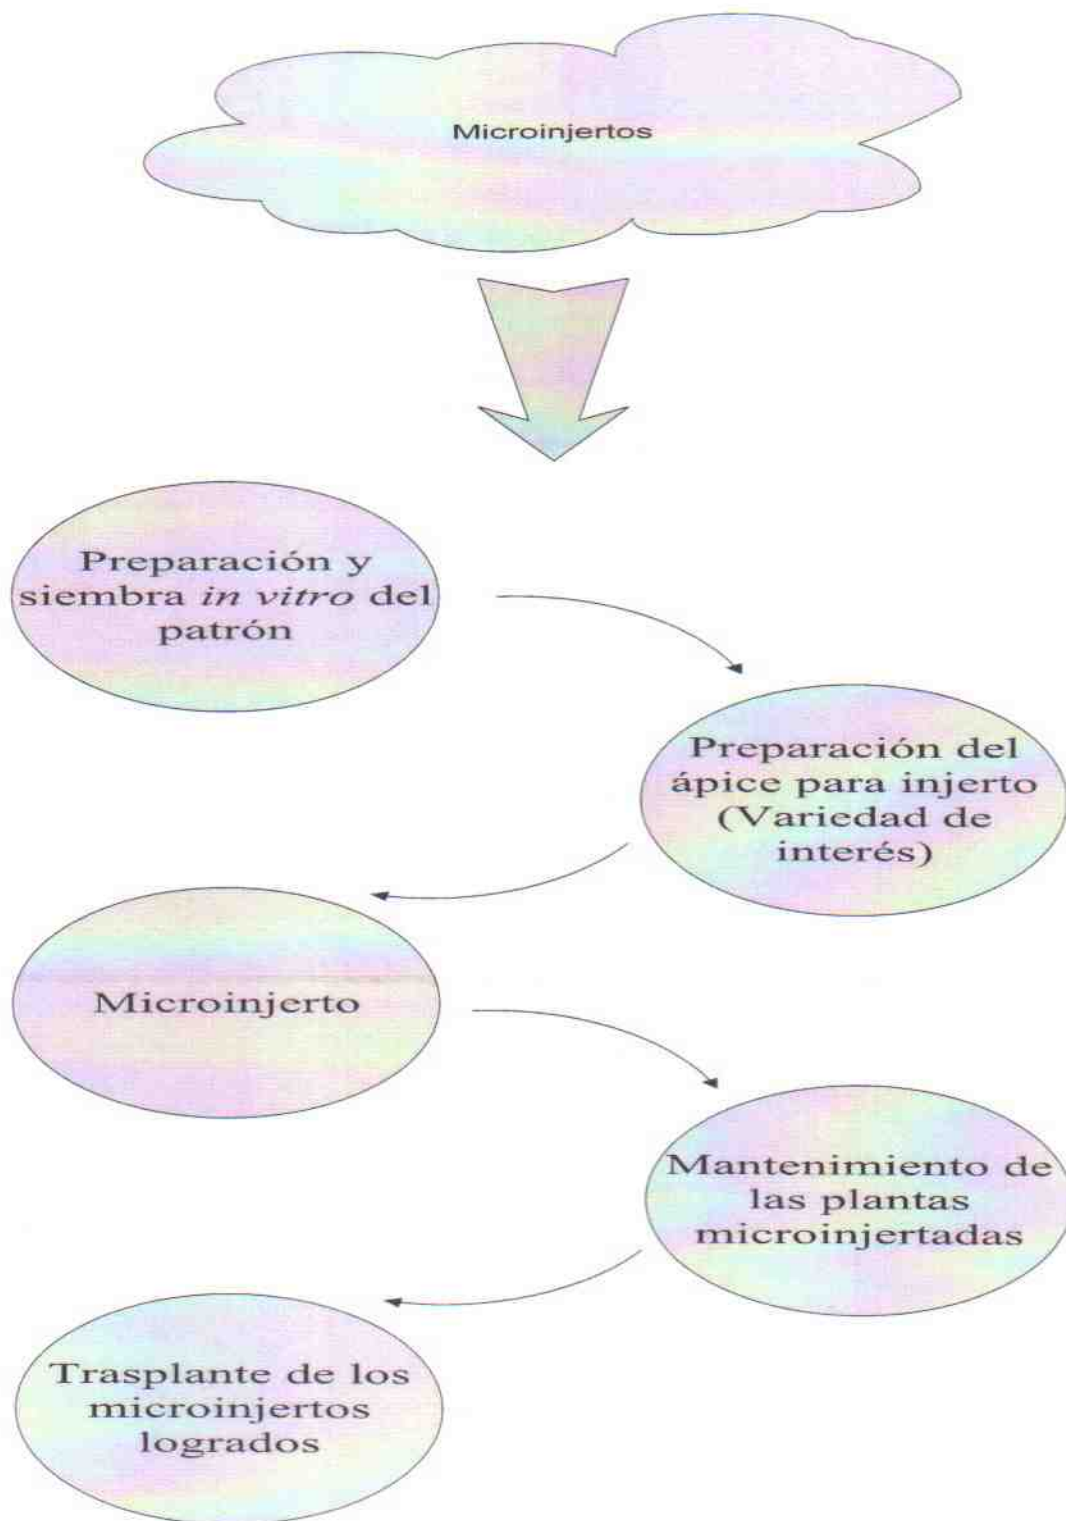 Microinjertos
Preparación y
siembra in vitro del
patrón
Preparación del
ápice para injerto
(Variedad de
interés)
Microinjerto
Mantenimiento de
las plantas
microinjertadas
Trasplante de los
microinjertos
logrados